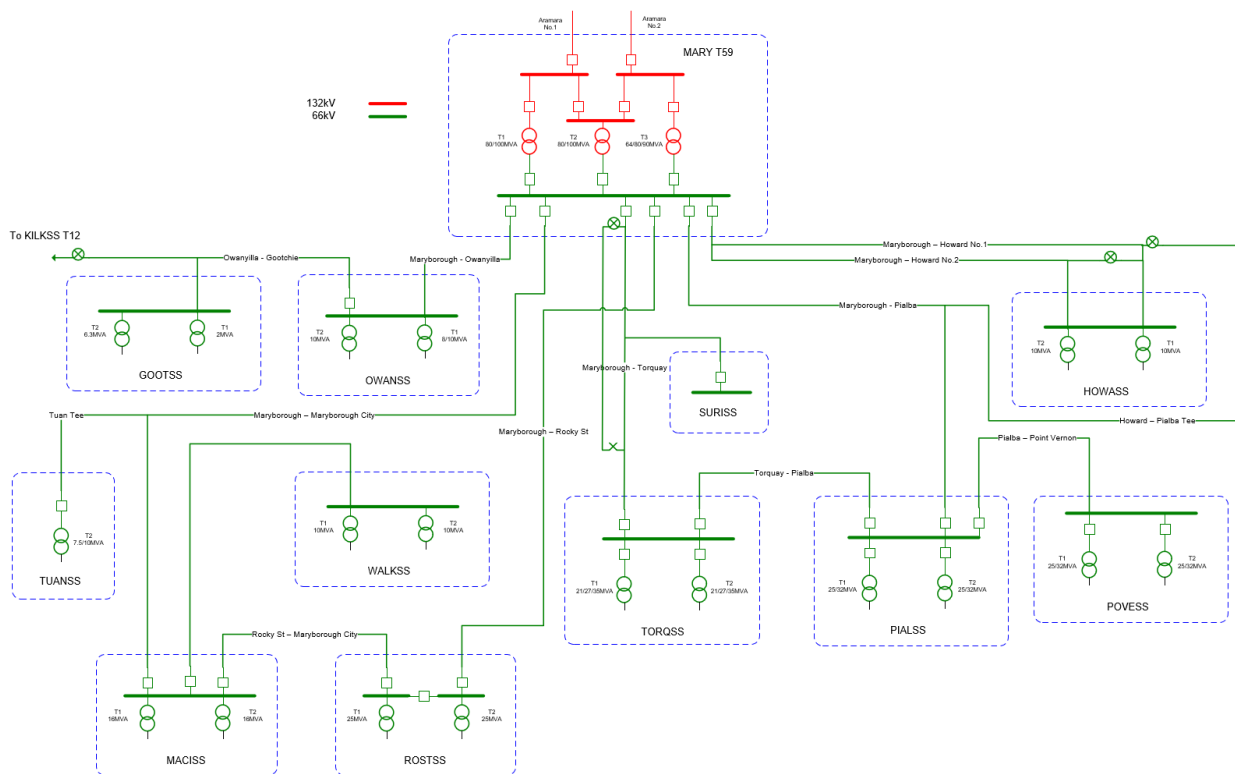 Aramara
No.1
Aramara
No.2
MARY T59
132kV
66kV
T1
80/100MVA
T2
80/100MVA
T3
64/80/90MVA
To KILKSS T12
Owanyilla - Gootchie
Maryborough - Owanyilla
Maryborough – Howard No.1
Maryborough – Howard No.2
T2
6.3MVA
T1
2MVA
GOOTSS
T2
10MVA
T1
8/10MVA
OWANSS
Maryborough - Pialba
T2
10MVA
T1
10MVA
HOWASS
Maryborough - Torquay
SURISS
Tuan Tee
Maryborough – Maryborough City
Maryborough – Rocky St
Howard – Pialba Tee
Pialba – Point Vernon
Torquay - Pialba
T2
7.5/10MVA
TUANSS
T1
10MVA
T2
10MVA
WALKSS
T1
21/27/35MVA
T2
21/27/35MVA
TORQSS
T1
25/32MVA
T2
25/32MVA
PIALSS
T1
25/32MVA
T2
25/32MVA
POVESS
Rocky St – Maryborough City
T1
16MVA
T2
16MVA
MACISS
T1
25MVA
T2
25MVA
ROSTSS